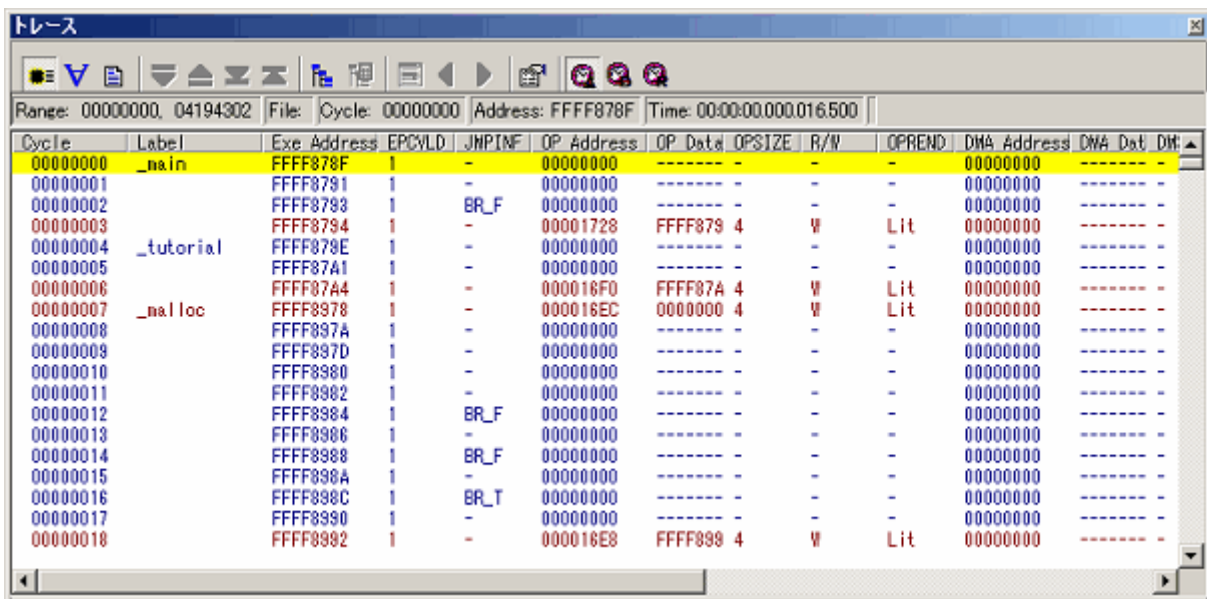 トレース
Range: 00000000, 04194302 File: Cycle: 00000000 Address: FFFF878F Time: 00:00:00.000.016.500
Cycle Label Exe Address EPCVLD JMPINF OP Address OP Data OPSIZE R/W OPREND DMA Address DMA Dat DM
00000000 _main FFFF878F 1 - 00000000 ------- - - - 00000000 ------- -
00000001 FFFF8791 1 - 00000000 ------- - - - 00000000 ------- -
00000002 FFFF8793 1 BR_F 00000000 ------- - - - 00000000 ------- -
00000003 FFFF8794 1 - 00001728 FFFF879 4 W Lit 00000000 ------- -
00000004 _tutorial FFFF879E 1 - 00000000 ------- - - - 00000000 ------- -
00000005 FFFF87A1 1 - 00000000 ------- - - - 00000000 ------- -
00000006 FFFF87A4 1 - 000016F0 FFFF87A 4 W Lit 00000000 ------- -
00000007 _malloc FFFF8978 1 - 000016EC 0000000 4 W Lit 00000000 ------- -
00000008 FFFF897A 1 - 00000000 ------- - - - 00000000 ------- -
00000009 FFFF897D 1 - 00000000 ------- - - - 00000000 ------- -
00000010 FFFF8980 1 - 00000000 ------- - - - 00000000 ------- -
00000011 FFFF8982 1 - 00000000 ------- - - - 00000000 ------- -
00000012 FFFF8984 1 BR_F 00000000 ------- - - - 00000000 ------- -
00000013 FFFF8986 1 - 00000000 ------- - - - 00000000 ------- -
00000014 FFFF8988 1 BR_F 00000000 ------- - - - 00000000 ------- -
00000015 FFFF898A 1 - 00000000 ------- - - - 00000000 ------- -
00000016 FFFF898C 1 BR_T 00000000 ------- - - - 00000000 ------- -
00000017 FFFF8990 1 - 00000000 ------- - - - 00000000 ------- -
00000018 FFFF8992 1 - 000016E8 FFFF899 4 W Lit 00000000 ------- -